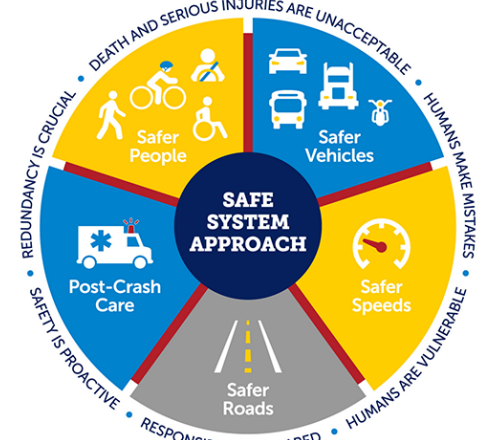 DEATH AND SERIOUS INJURIES ARE UNACCEPTABLE
HUMANS MAKE MISTAKES
HUMANS ARE VULNERABLE
SAFETY IS PROACTIVE
REDUNDANCY IS CRUCIAL
Safer
People
Safer
Vehicles
SAFE
SYSTEM
APPROACH
Post-Crash
Care
Safer
Speeds
Safer
Roads